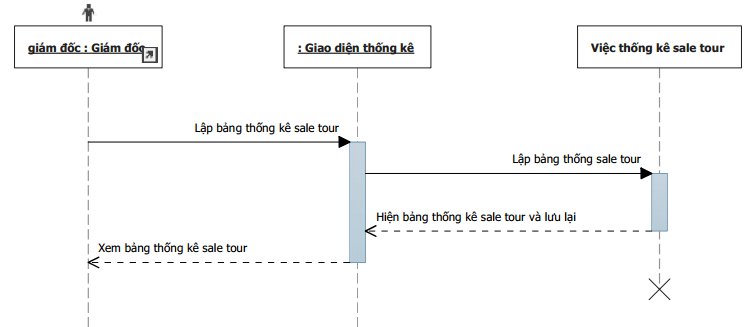 giám đốc : Giám đốc
: Giao diện thống kê
Việc thống kê sale tour
Lập bảng thống kê sale tour
Lập bảng thống sale tour
Hiện bảng thống kê sale tour và lưu lại
Xem bảng thống kê sale tour